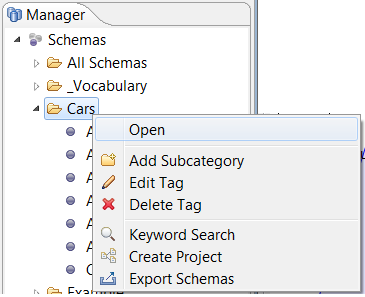 Manager
Schemas
All Schemas
_Vocabulary
Cars
Open
Add Subcategory
Edit Tag
Delete Tag
Keyword Search
Create Project
Export Schemas